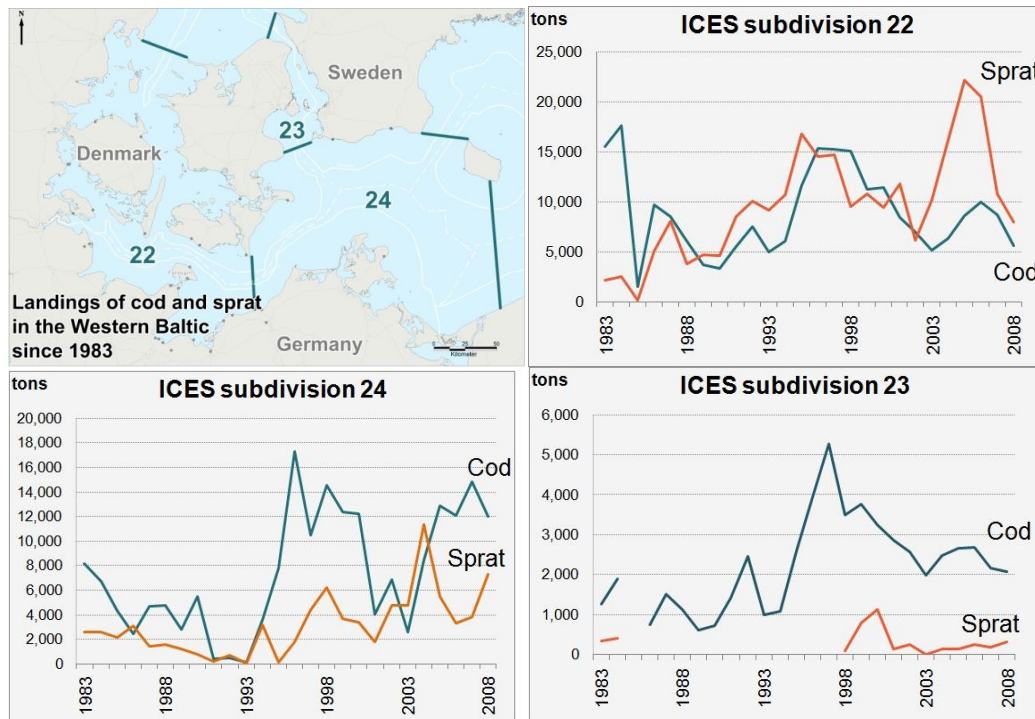 N
Sweden
23
Denmark
24
22
Landings of cod and sprat
in the Western Baltic
since 1983
Germany
0 25 50
Kilometer
tons
ICES subdivision 22
25,000
20,000
15,000
10,000
5,000
0
Sprat
Cod
1983
1988
1993
1998
2003
2008
tons
ICES subdivision 24
20,000
18,000
16,000
14,000
12,000
10,000
8,000
6,000
4,000
2,000
0
Cod
Sprat
1983
1988
1993
1998
2003
2008
tons
ICES subdivision 23
6,000
5,000
4,000
3,000
2,000
1,000
0
Cod
Sprat
1983
1988
1993
1998
2003
2008